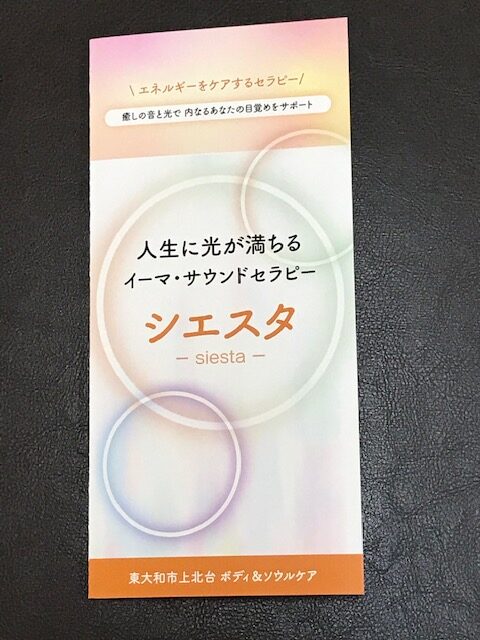 \ エネルギーをケアするセラピー /
癒しの音と光で 内なるあなたの目覚めをサポート
人生に光が満ちる
イーマ・サウンドセラピー
シエスタ
― siesta ―
東大和市上北台 ボディ&ソウルケア